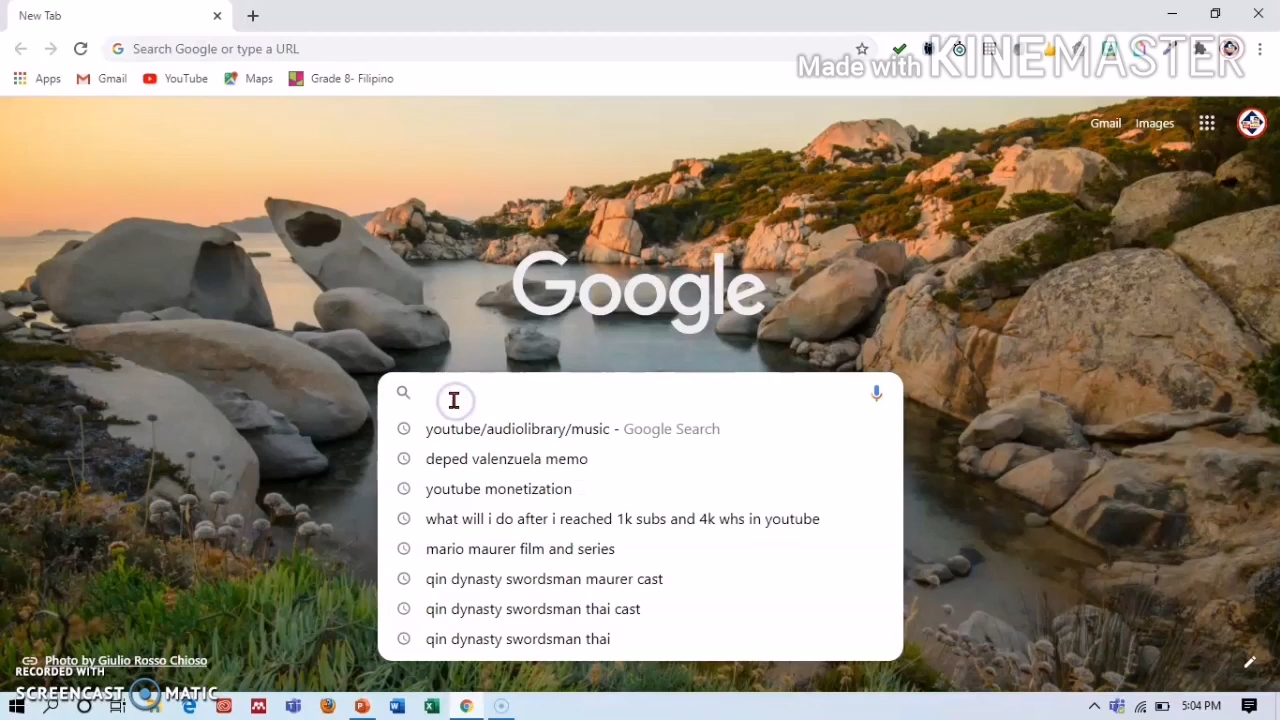 New Tab
Search Google or type a URL
Made with KINEMASTER
Apps
Gmail
YouTube
Maps
Grade 8- Filipino
Gmail
Images
Google
youtube/audiolibrary/music - Google Search
deped valenzuela memo
youtube monetization
what will i do after i reached 1k subs and 4k whs in youtube
mario maurer film and series
qin dynasty swordsman maurer cast
qin dynasty swordsman thai cast
qin dynasty swordsman thai
Photo by Giulio Rosso Chioso
RECORDED WITH
SCREENCAST MATIC
5:04 PM